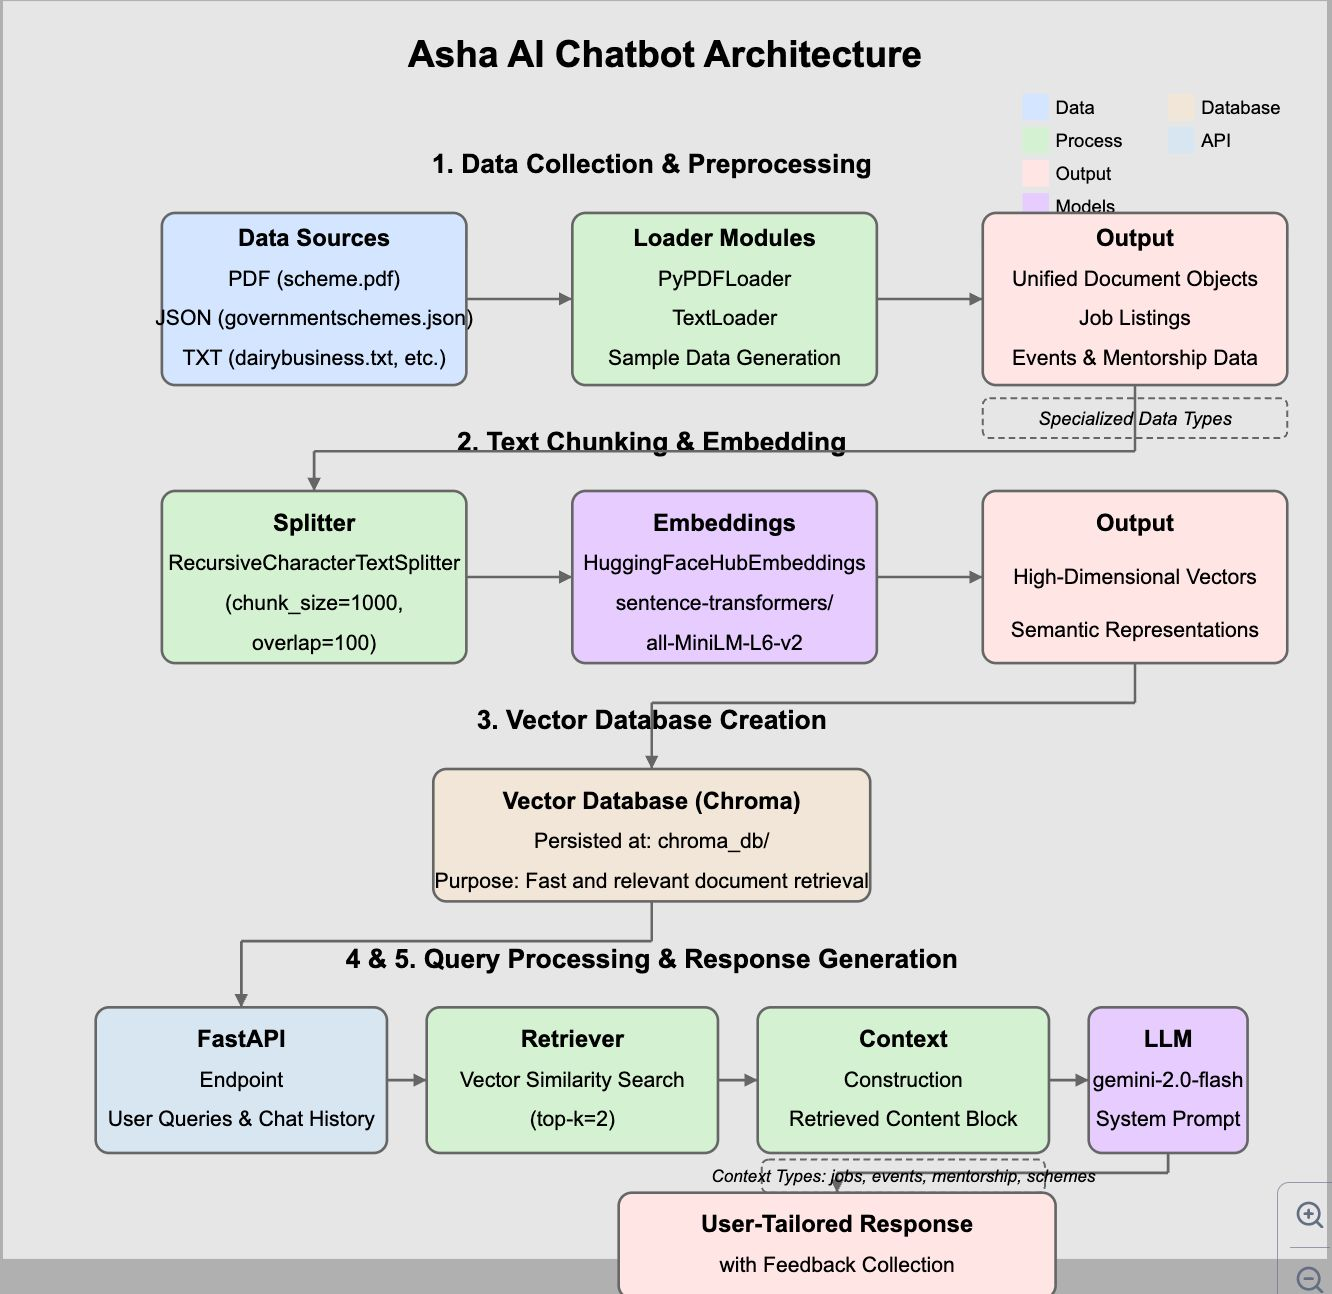 Asha AI Chatbot Architecture
Data
Database
Process
API
Output
Models
1. Data Collection & Preprocessing
Data Sources
PDF (scheme.pdf)
JSON (governmentschemes.json)
TXT (dairybusiness.txt, etc.)
Loader Modules
PyPDFLoader
TextLoader
Sample Data Generation
Output
Unified Document Objects
Job Listings
Events & Mentorship Data
Specialized Data Types
2. Text Chunking & Embedding
Splitter
RecursiveCharacterTextSplitter
(chunk_size=1000,
overlap=100)
Embeddings
HuggingFaceHubEmbeddings
sentence-transformers/
all-MiniLM-L6-v2
Output
High-Dimensional Vectors
Semantic Representations
3. Vector Database Creation
Vector Database (Chroma)
Persisted at: chroma_db/
Purpose: Fast and relevant document retrieval
4 & 5. Query Processing & Response Generation
FastAPI
Endpoint
User Queries & Chat History
Retriever
Vector Similarity Search
(top-k=2)
Context
Construction
Retrieved Content Block
LLM
gemini-2.0-flash
System Prompt
Context Types: jobs, events, mentorship, schemes
User-Tailored Response
with Feedback Collection